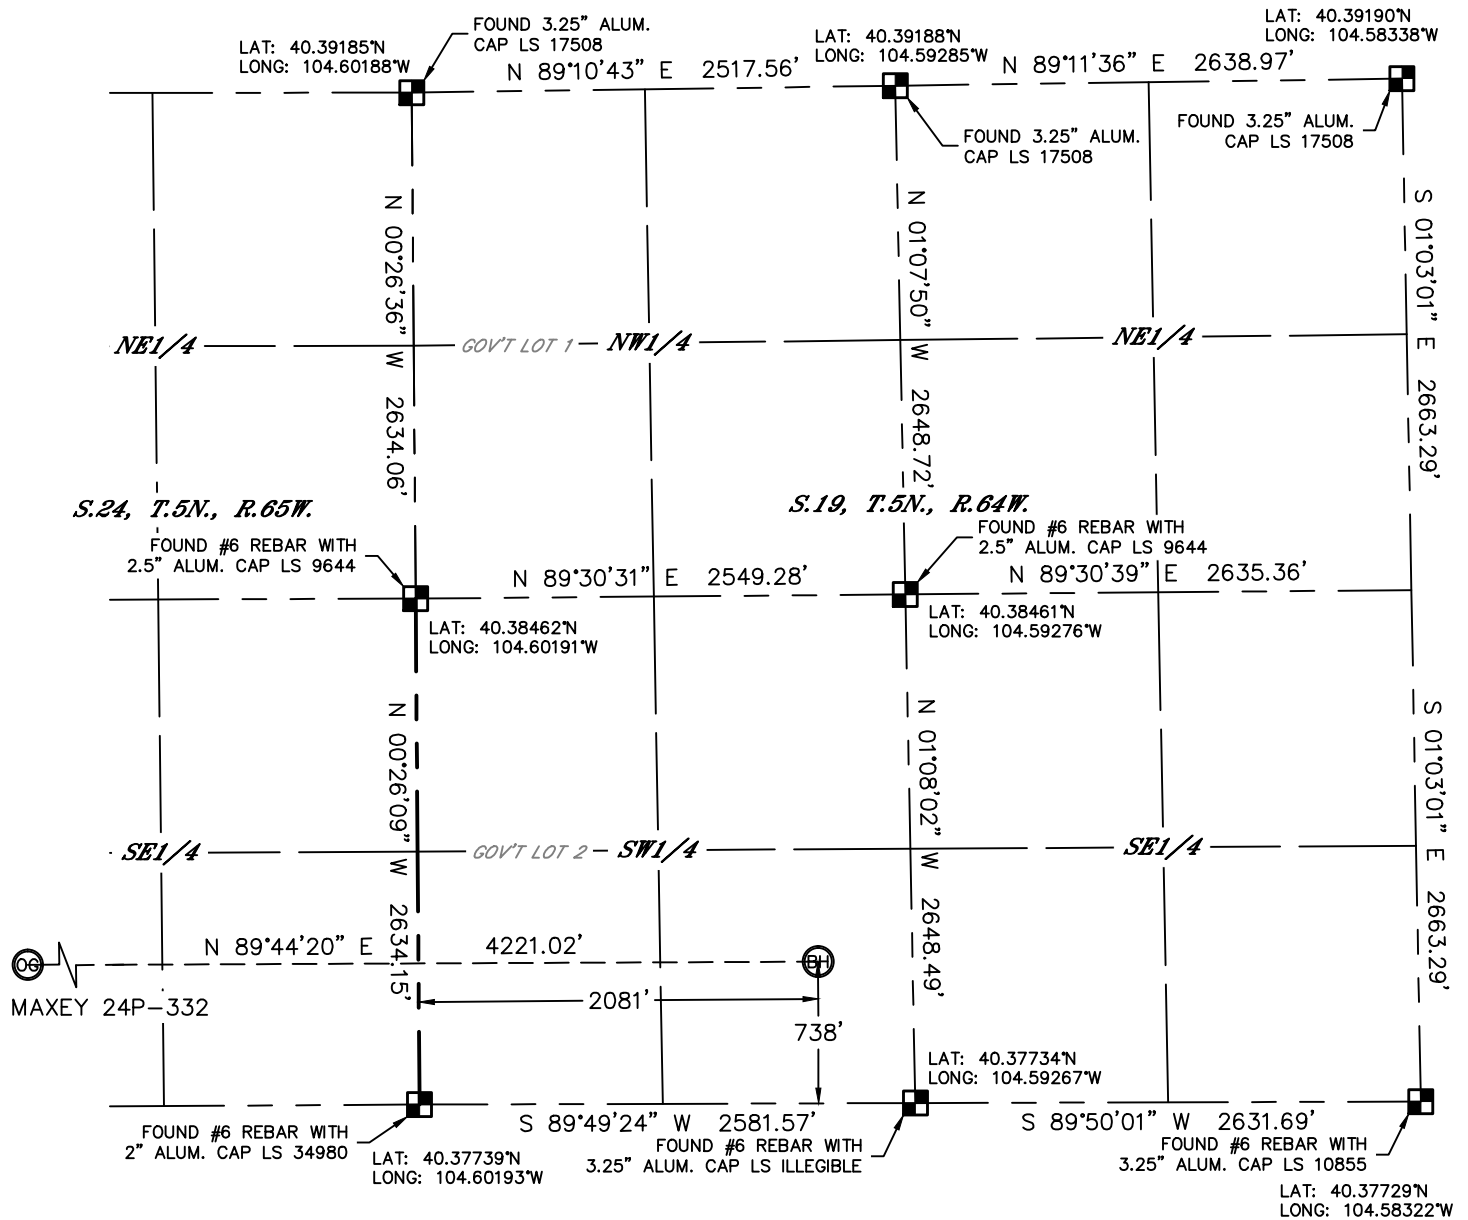 LAT: 40.39185°N
LONG: 104.60188°W
FOUND 3.25" ALUM.
CAP LS 17508
N 89°10'43" E 2517.56'
LAT: 40.39188°N
LONG: 104.59285°W
N 89°11'36" E 2638.97'
LAT: 40.39190°N
LONG: 104.58338°W
FOUND 3.25" ALUM.
CAP LS 17508
FOUND 3.25" ALUM.
CAP LS 17508
N 00°26'36" W 2634.06'
N 01°07'50" W 2648.72'
S 01°03'01" E 2663.29'
NE1/4
GOV'T LOT 1
NW1/4
NE1/4
S.24, T.5N., R.65W.
S.19, T.5N., R.64W.
FOUND #6 REBAR WITH
2.5" ALUM. CAP LS 9644
N 89°30'31" E 2549.28'
FOUND #6 REBAR WITH
2.5" ALUM. CAP LS 9644
N 89°30'39" E 2635.36'
LAT: 40.38462°N
LONG: 104.60191°W
LAT: 40.38461°N
LONG: 104.59276°W
N 00°26'09" W 2634.15'
N 01°08'02" W 2648.49'
S 01°03'01" E 2663.29'
SE1/4
GOV'T LOT 2
SW1/4
SE1/4
N 89°44'20" E 4221.02'
OG
BH
MAXEY 24P-332
2081'
738'
LAT: 40.37734°N
LONG: 104.59267°W
S 89°49'24" W 2581.57'
S 89°50'01" W 2631.69'
FOUND #6 REBAR WITH
2" ALUM. CAP LS 34980
LAT: 40.37739°N
LONG: 104.60193°W
FOUND #6 REBAR WITH
3.25" ALUM. CAP LS ILLEGIBLE
FOUND #6 REBAR WITH
3.25" ALUM. CAP LS 10855
LAT: 40.37729°N
LONG: 104.58322°W